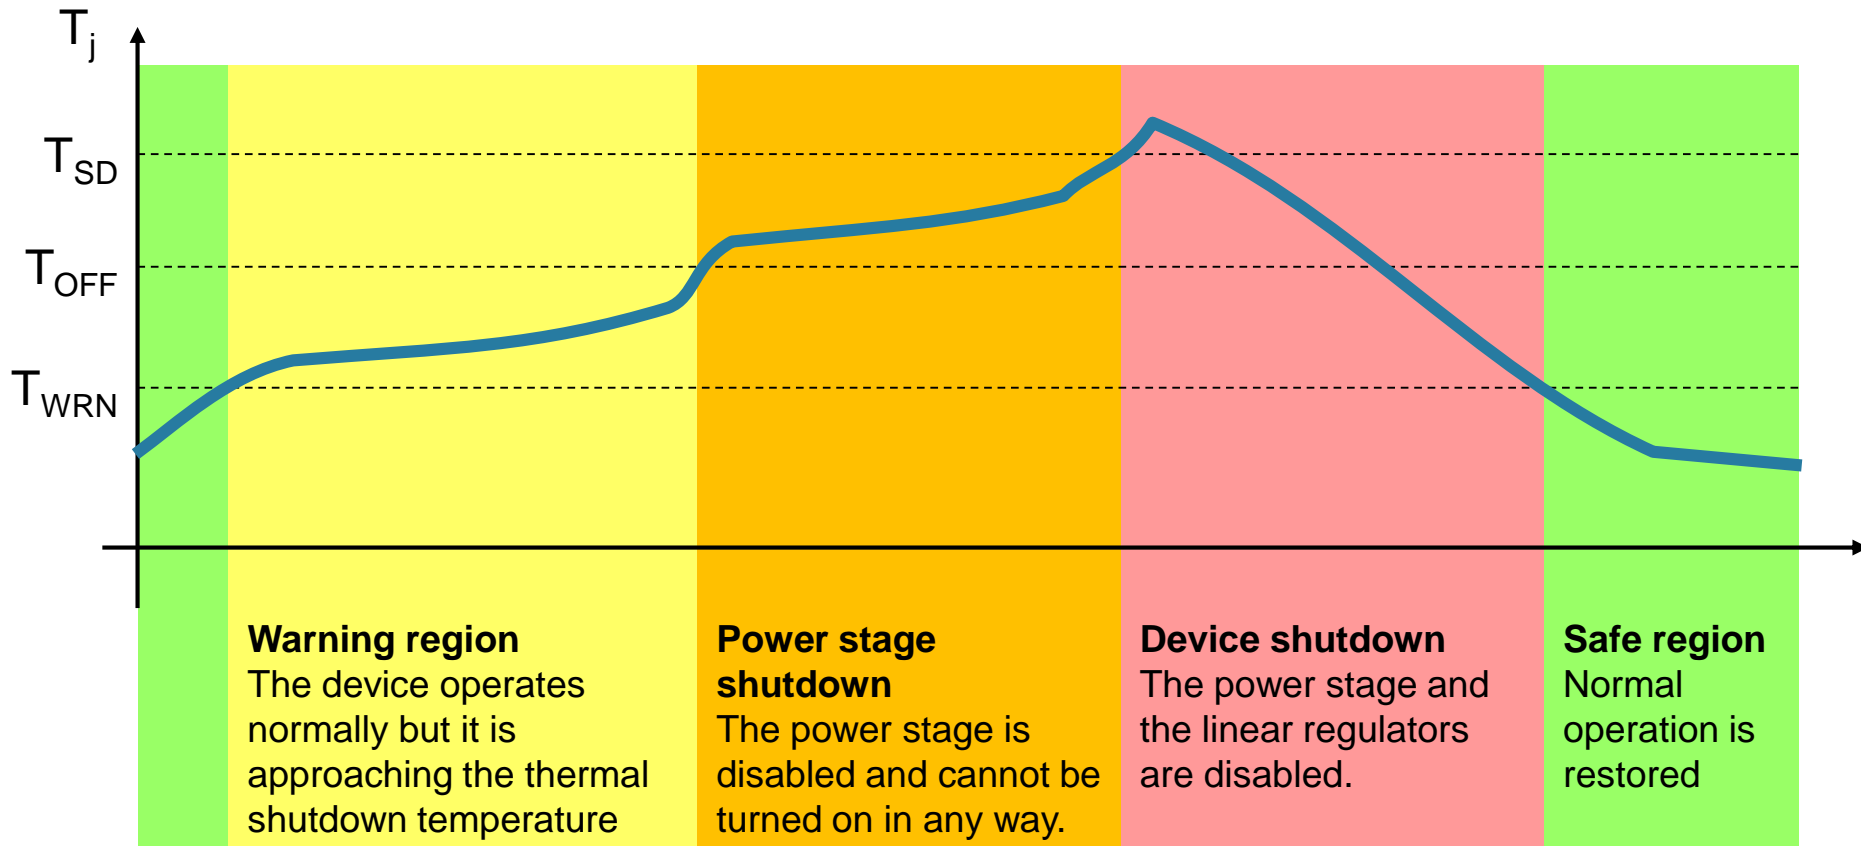 Tj
TSD
TOFF
TWRN
Warning region
The device operates
normally but it is
approaching the thermal
shutdown temperature
Power stage
shutdown
The power stage is
disabled and cannot be
turned on in any way.
Device shutdown
The power stage and
the linear regulators
are disabled.
Safe region
Normal
operation is
restored